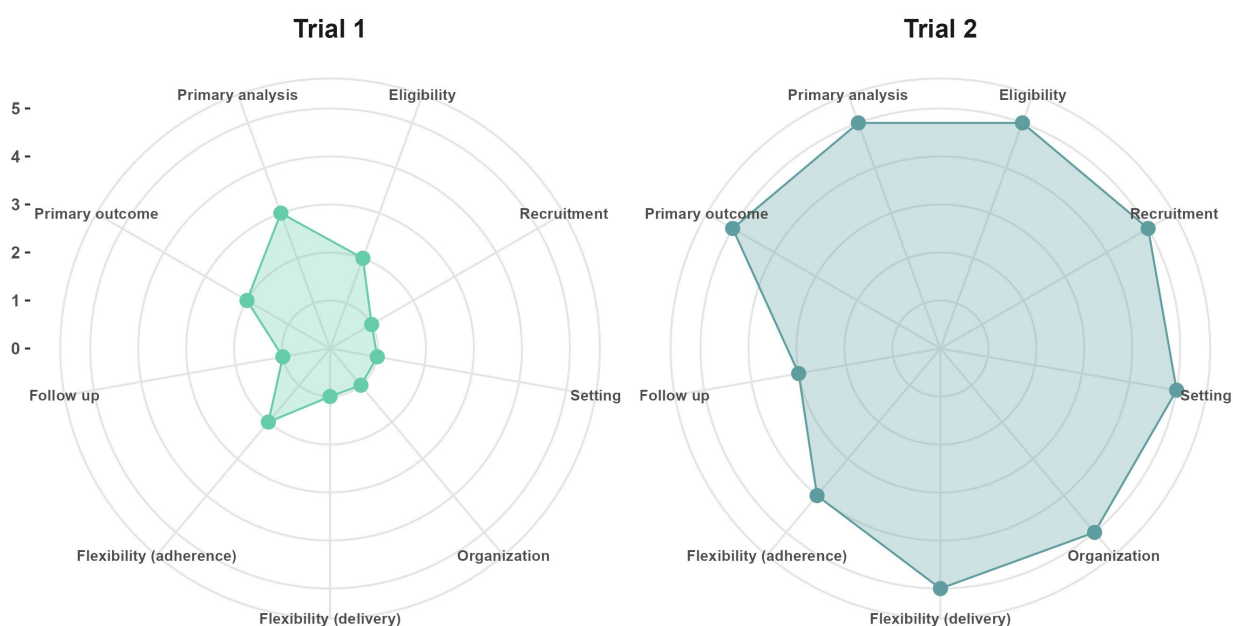 Trial 1
Primary analysis
Eligibility
5
4
3
2
1
0
Primary outcome
Recruitment
Follow up
Setting
Flexibility (adherence)
Organization
Flexibility (delivery)
Trial 2
Primary analysis
Eligibility
Primary outcome
Recruitment
Follow up
Setting
Flexibility (adherence)
Organization
Flexibility (delivery)